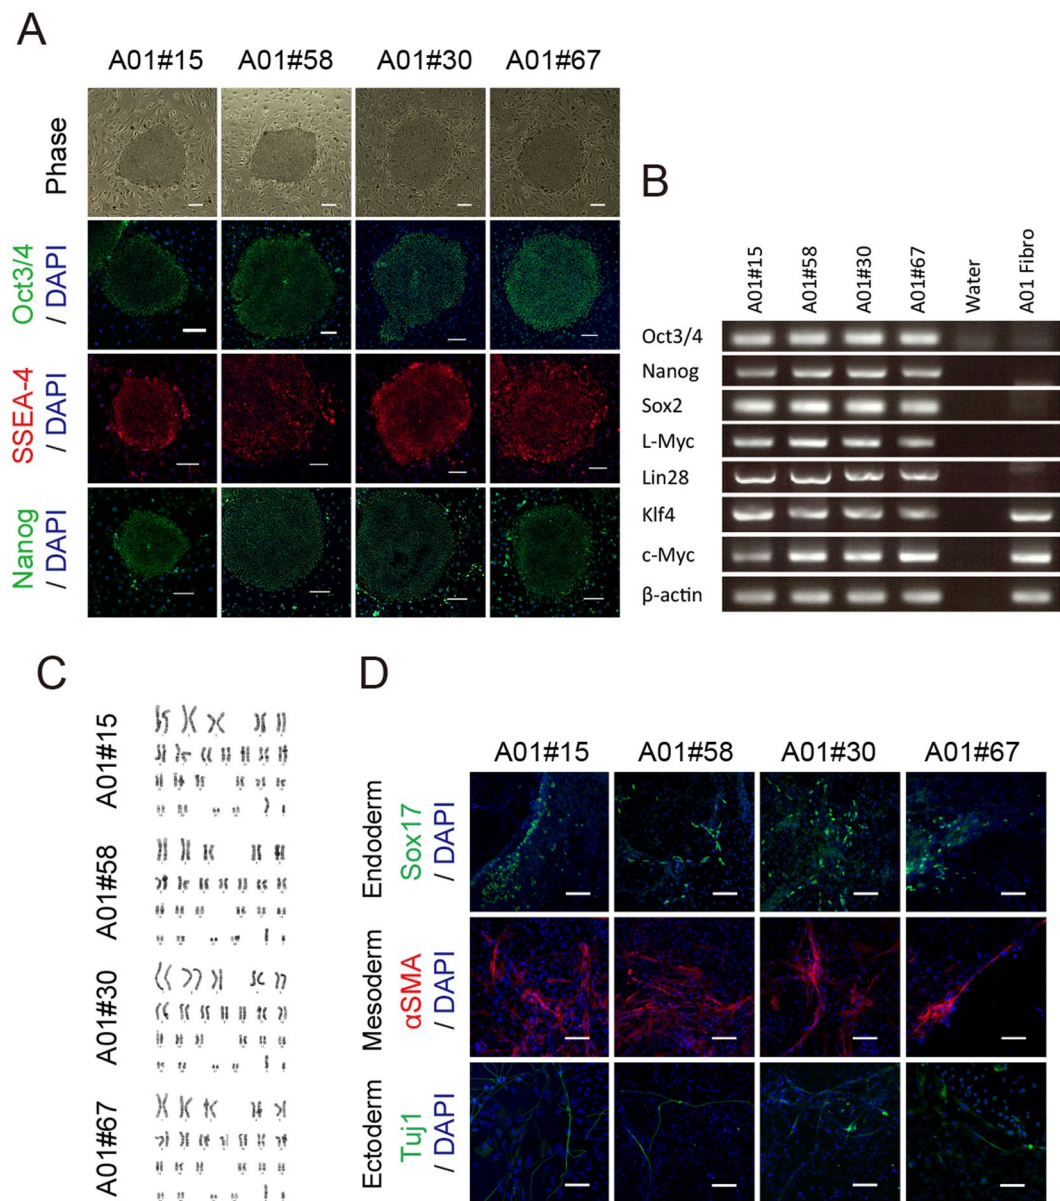 A
A01#15 A01#58 A01#30 A01#67
Phase
Oct3/4
/ DAPI
SSEA-4
/ DAPI
Nanog
/ DAPI
B
A01#15 A01#58 A01#30 A01#67 Water A01 Fibro
Oct3/4
Nanog
Sox2
L-Myc
Lin28
Klf4
c-Myc
β-actin
C
A01#15
A01#58
A01#30
A01#67
D
A01#15 A01#58 A01#30 A01#67
Endoderm
Sox17
/ DAPI
Mesoderm
αSMA
/ DAPI
Ectoderm
Tuj1
/ DAPI